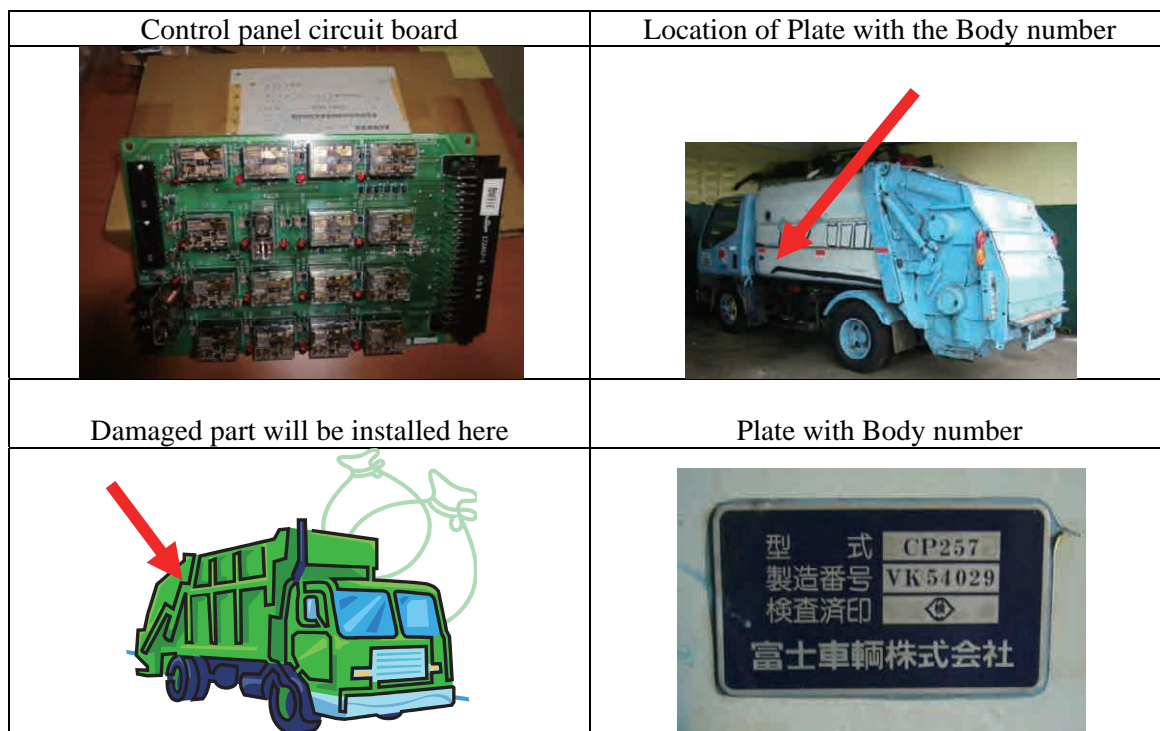 Control panel circuit board
Location of Plate with the Body number
Damaged part will be installed here
Plate with Body number
型 式 CP257
製造番号 VK54029
検査済印 検
富士車輌株式会社